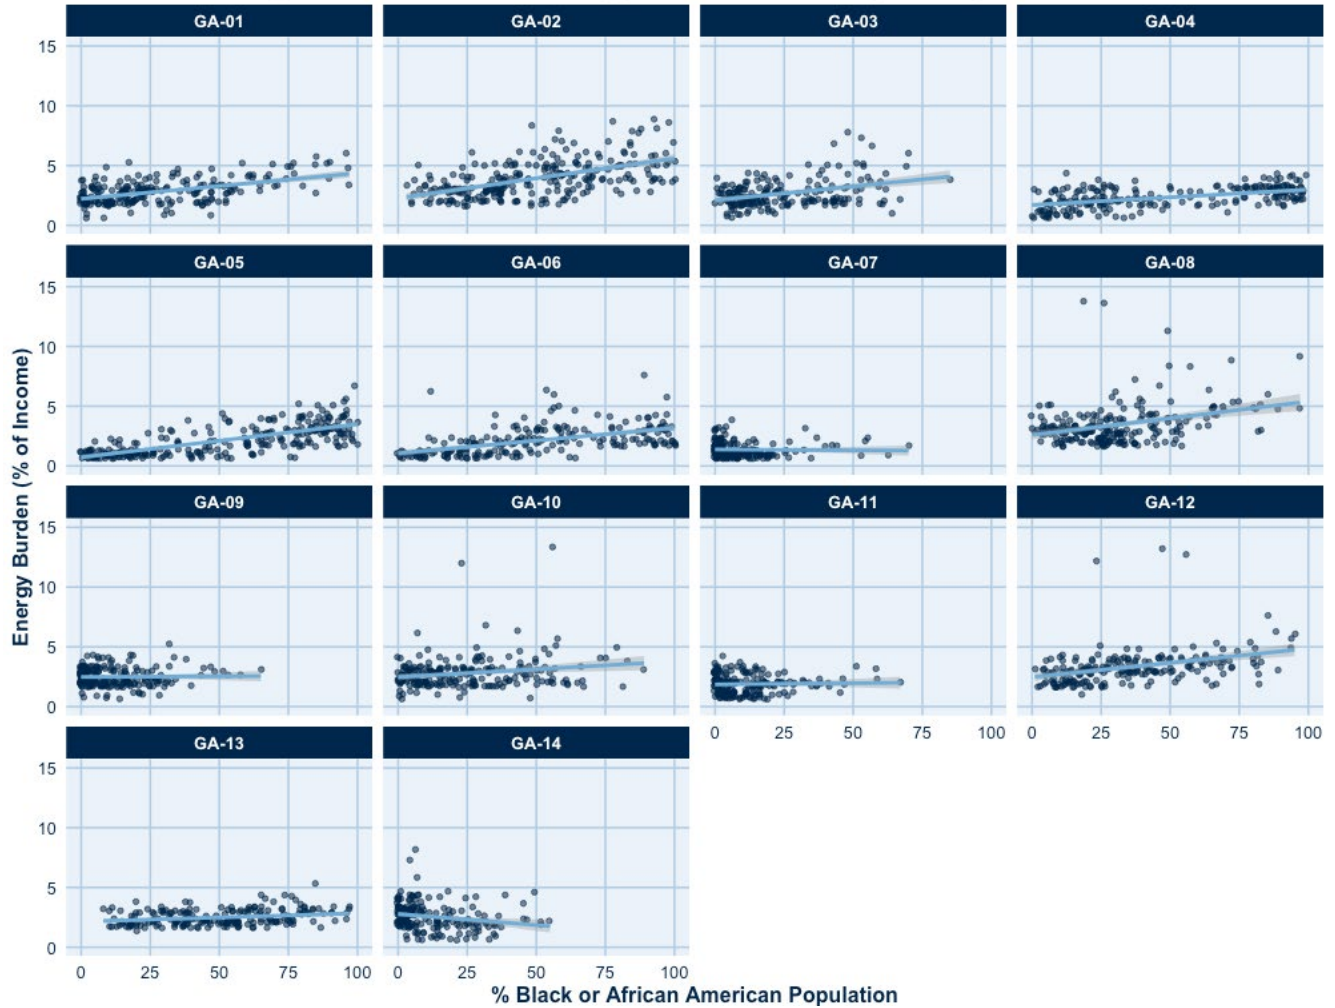 GA-01 GA-02 GA-03 GA-04
15
10
5
0
GA-05 GA-06 GA-07 GA-08
15
10
5
0
Energy Burden (% of Income)
GA-09 GA-10 GA-11 GA-12
15
10
5
0
0 25 50 75 100 0 25 50 75 100
GA-13 GA-14
15
10
5
0
0 25 50 75 100 0 25 50 75 100
% Black or African American Population